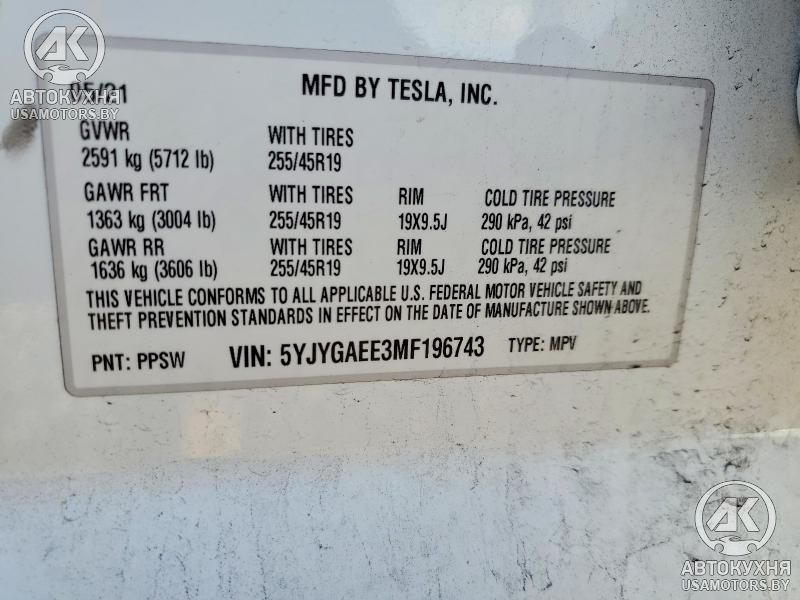 AK
АВТОКУХНЯ
USAMOTORS.BY
05/21 MFD BY TESLA, INC.
GVWR WITH TIRES
2591 kg (5712 lb) 255/45R19
GAWR FRT WITH TIRES RIM COLD TIRE PRESSURE
1363 kg (3004 lb) 255/45R19 19X9.5J 290 kPa, 42 psi
GAWR RR WITH TIRES RIM COLD TIRE PRESSURE
1636 kg (3606 lb) 255/45R19 19X9.5J 290 kPa, 42 psi
THIS VEHICLE CONFORMS TO ALL APPLICABLE U.S. FEDERAL MOTOR VEHICLE SAFETY AND
THEFT PREVENTION STANDARDS IN EFFECT ON THE DATE OF MANUFACTURE SHOWN ABOVE.
PNT: PPSW VIN: 5YJYGAEE3MF196743 TYPE: MPV
AK
АВТОКУХНЯ
USAMOTORS.BY